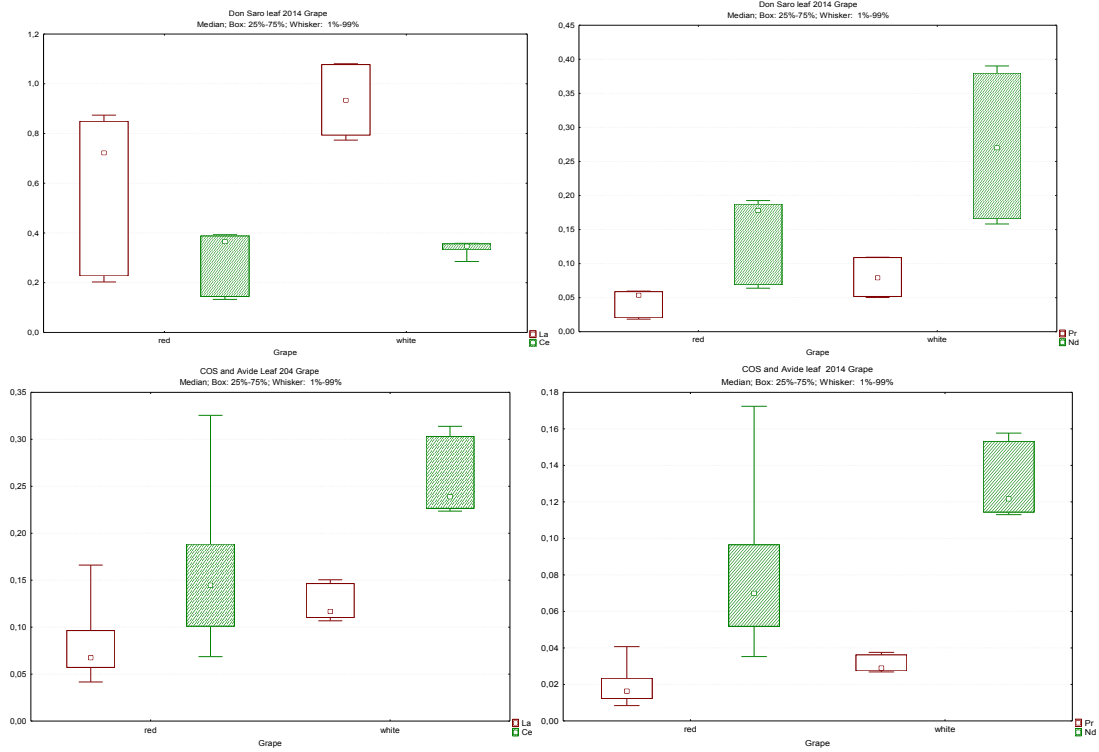 Don Saro leaf 2014 Grape
Median; Box: 25%-75%; Whisker: 1%-99%
1,2
1,0
0,8
0,6
0,4
0,2
0,0
red
white
Grape
La
Ce
Don Saro leaf 2014 Grape
Median; Box: 25%-75%; Whisker: 1%-99%
0,45
0,40
0,35
0,30
0,25
0,20
0,15
0,10
0,05
0,00
red
white
Grape
Pr
Nd
COS and Avide Leaf 204 Grape
Median; Box: 25%-75%; Whisker: 1%-99%
0,35
0,30
0,25
0,20
0,15
0,10
0,05
0,00
red
white
Grape
La
Ce
COS and Avide leaf 2014 Grape
Median; Box: 25%-75%; Whisker: 1%-99%
0,18
0,16
0,14
0,12
0,10
0,08
0,06
0,04
0,02
0,00
red
white
Grape
Pr
Nd